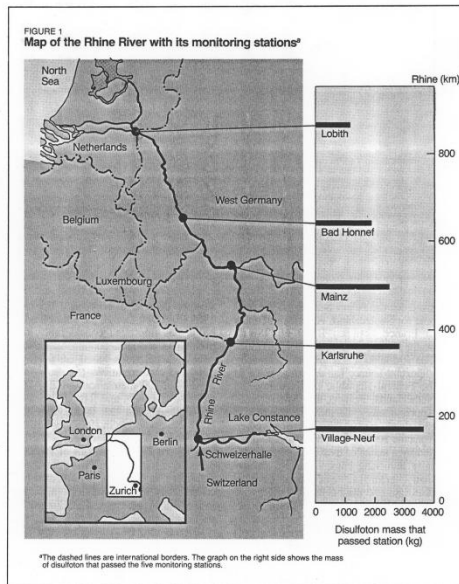 FIGURE 1
Map of the Rhine River with its monitoring stationsª
North
Sea
Rhine (km)
Netherlands
Lobith
800
West Germany
Belgium
Bad Honnef
600
Luxembourg
Mainz
France
400
Karlsruhe
Rhine River
Lake Constance
200
London
Berlin
Village-Neuf
Paris
Schweizerhalle
Zurich
Switzerland
0
0 1000 2000 3000 4000
Disulfoton mass that
passed station (kg)
ªThe dashed lines are international borders. The graph on the right side shows the mass
of disulfoton that passed the five monitoring stations.